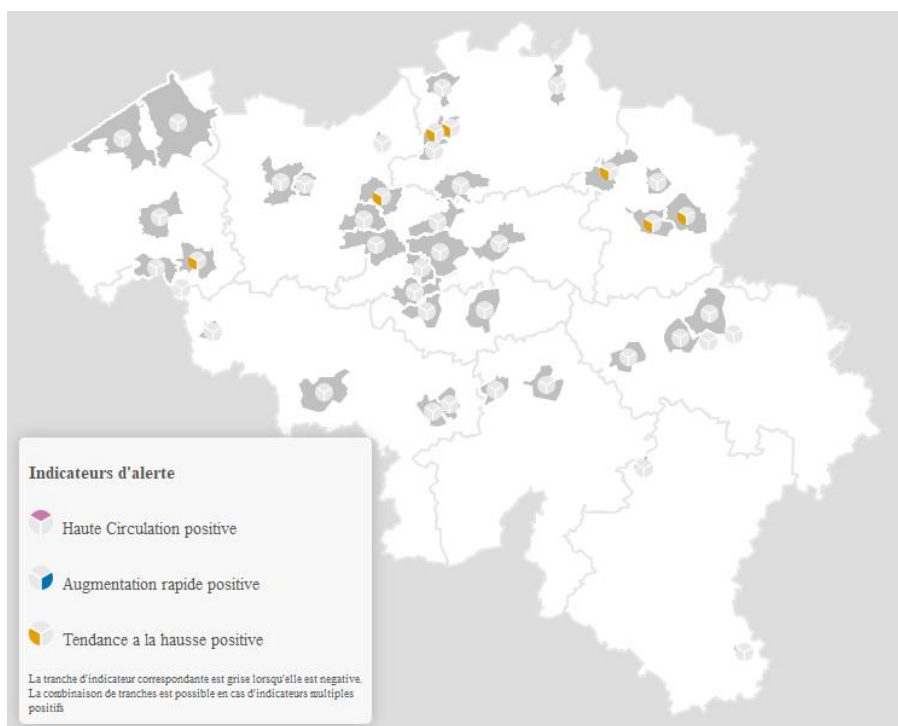 Indicateurs d'alerte
Haute Circulation positive
Augmentation rapide positive
Tendance a la hausse positive
La tranche d'indicateur correspondante est grise lorsqu'elle est negative.
La combinaison de tranches est possible en cas d'indicateurs multiples
positifs